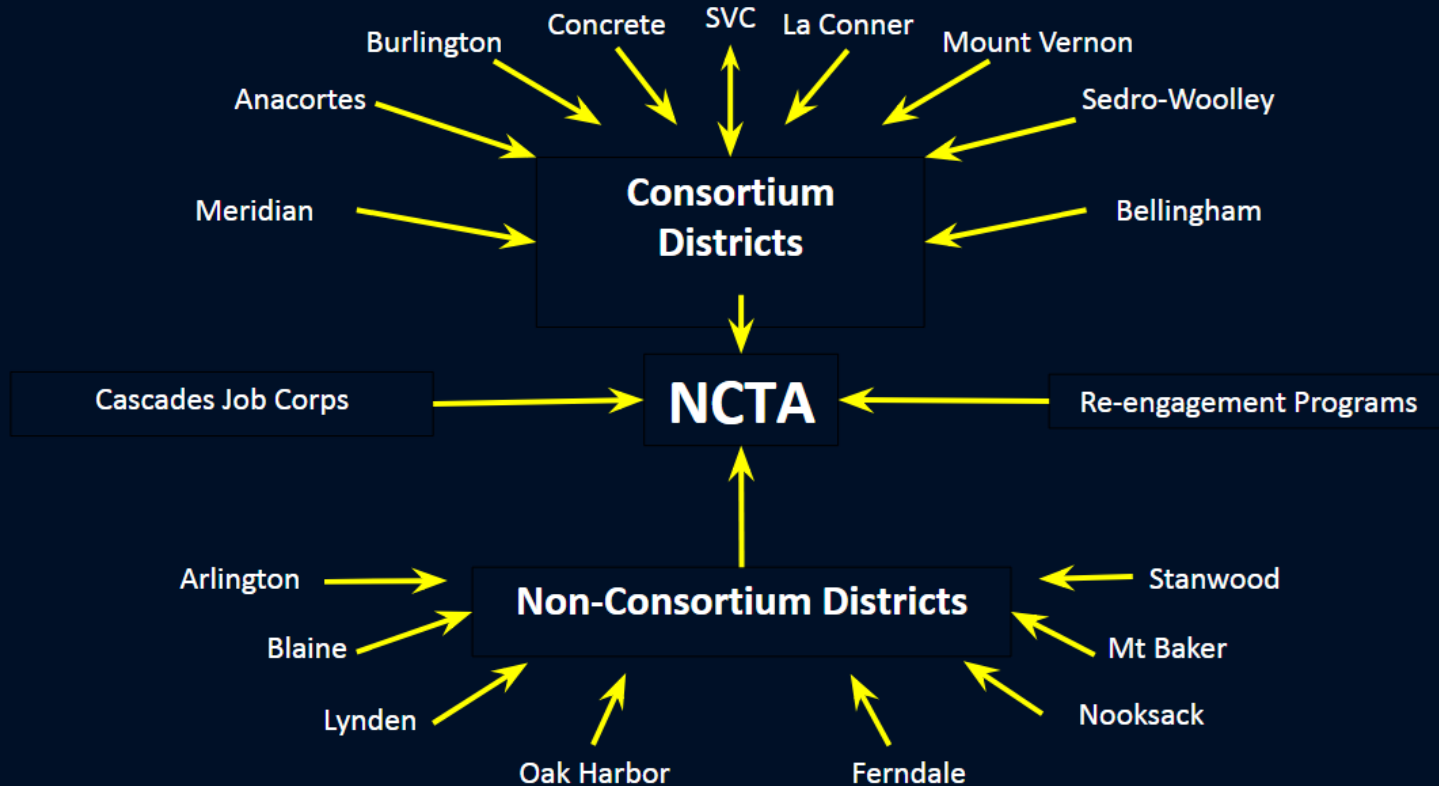 SVC
Concrete
La Conner
Burlington
Mount Vernon
Anacortes
Sedro-Woolley
Meridian
Consortium
Districts
Bellingham
Cascades Job Corps
NCTA
Re-engagement Programs
Arlington
Non-Consortium Districts
Stanwood
Blaine
Mt Baker
Lynden
Nooksack
Oak Harbor
Ferndale